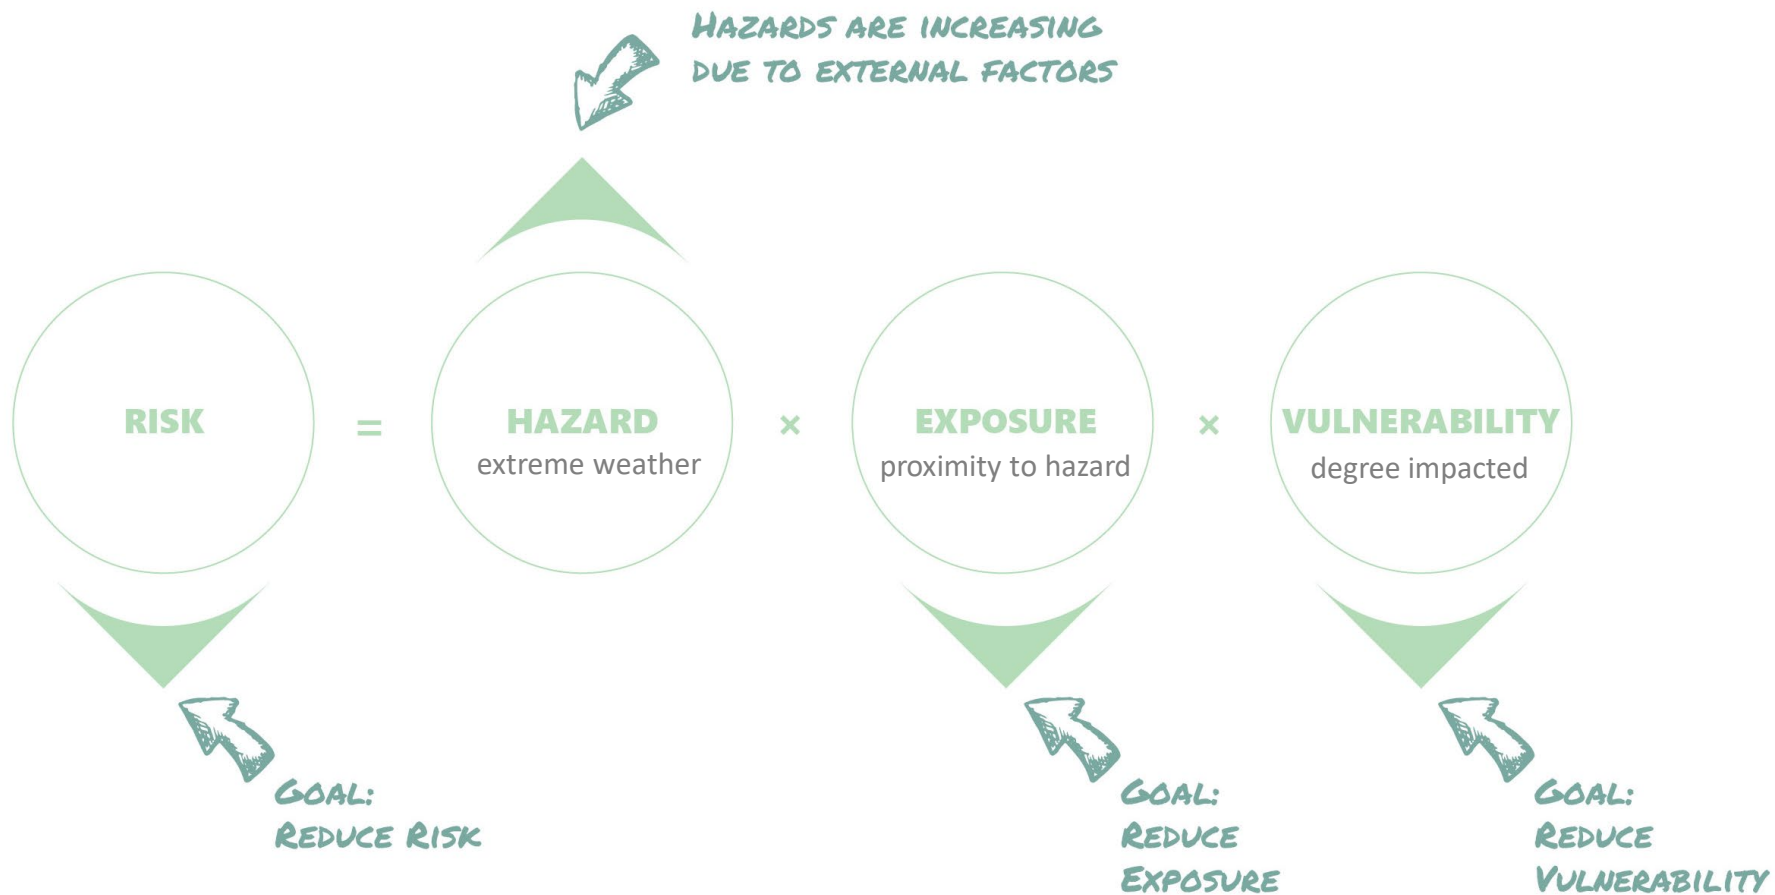 HAZARDS ARE INCREASING
DUE TO EXTERNAL FACTORS
RISK
=
HAZARD
extreme weather
×
EXPOSURE
proximity to hazard
×
VULNERABILITY
degree impacted
GOAL:
REDUCE RISK
GOAL:
REDUCE
EXPOSURE
GOAL:
REDUCE
VULNERABILITY